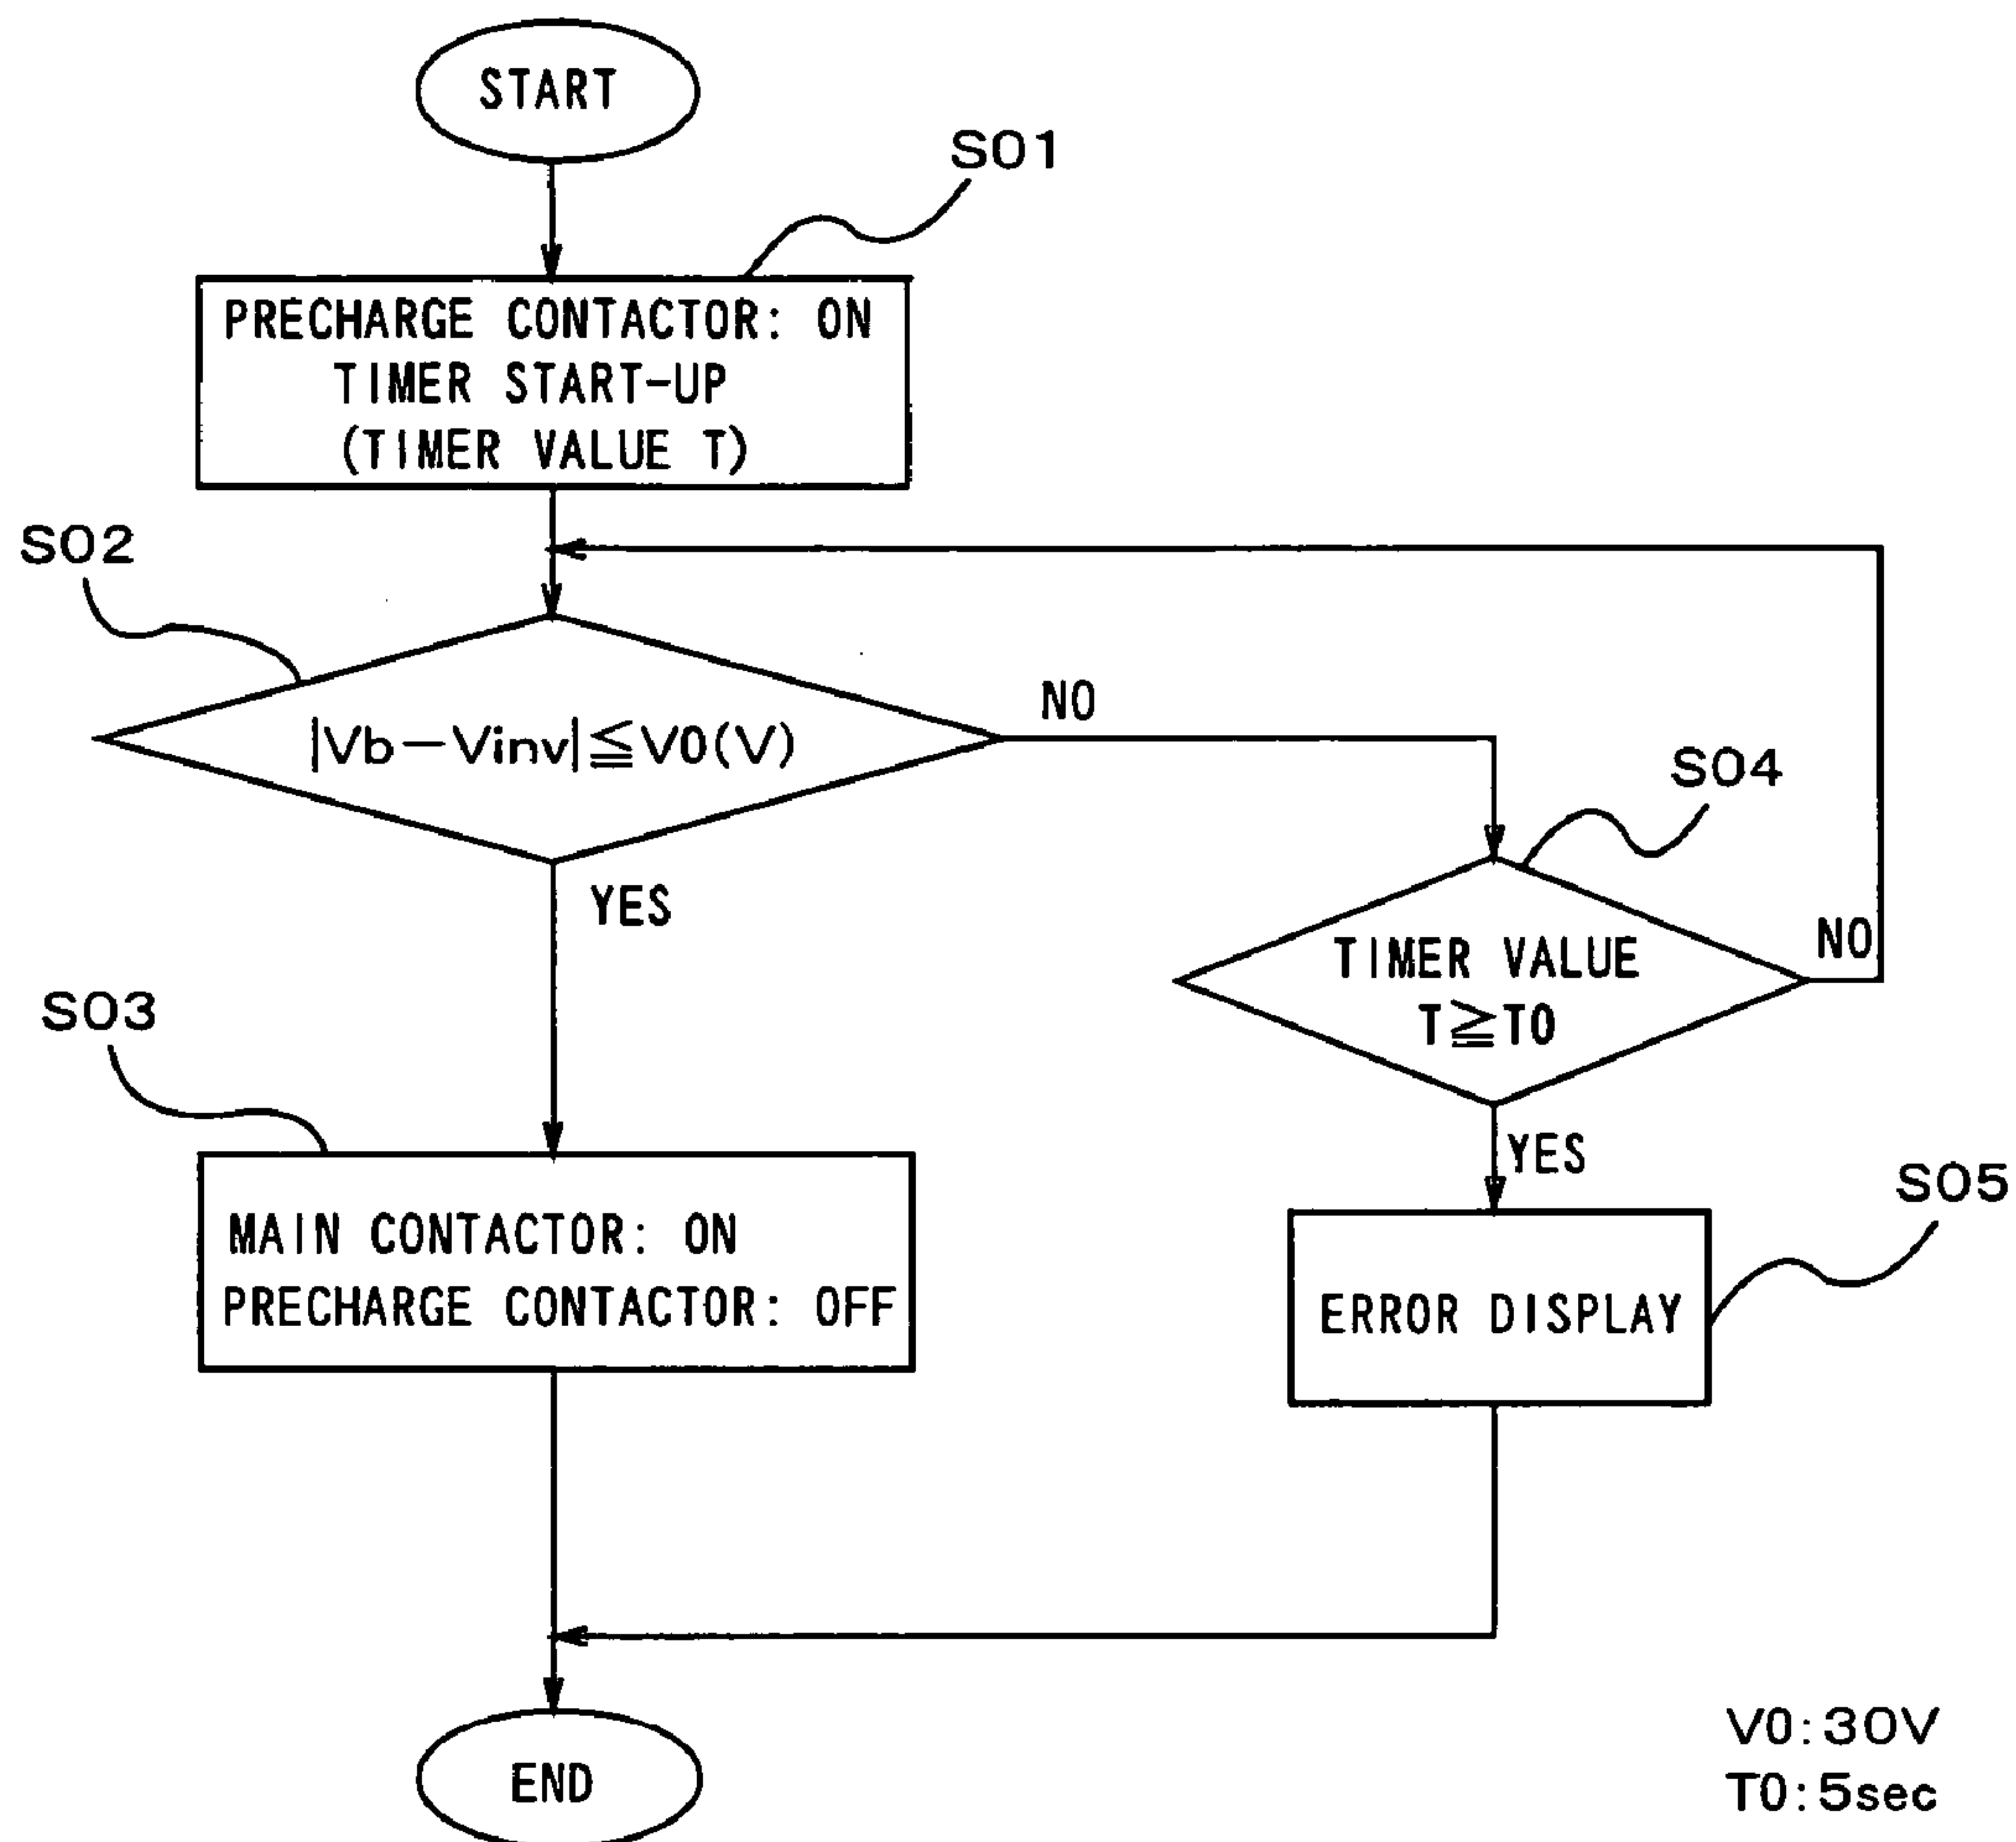 START
S01
PRECHARGE CONTACTOR: ON
TIMER START-UP
(TIMER VALUE T)
S02
|Vb-Vinv|≦V0(V)
NO
S04
YES
TIMER VALUE
T≧T0
NO
S03
YES
S05
MAIN CONTACTOR: ON
PRECHARGE CONTACTOR: OFF
ERROR DISPLAY
V0:30V
T0:5sec
END